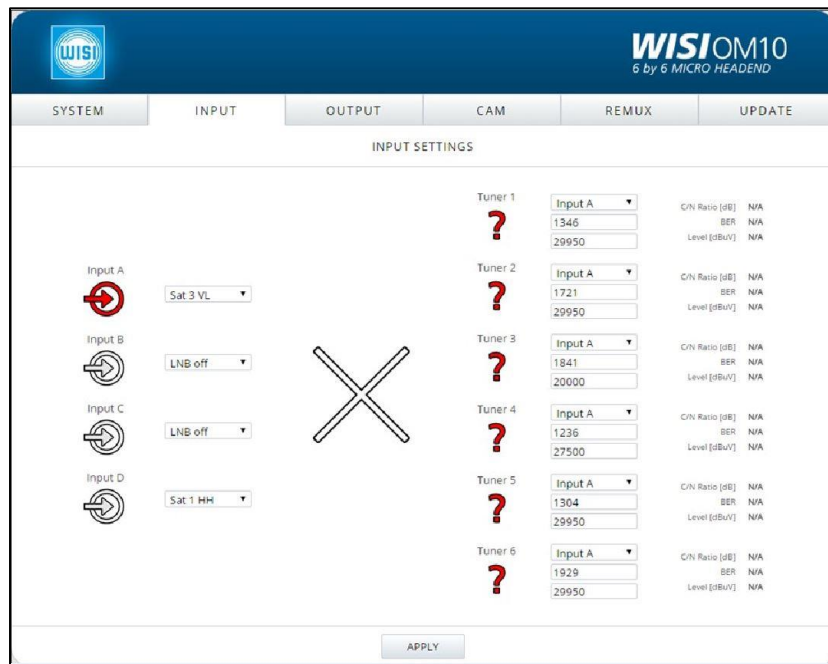 WISI
WISI OM10
6 by 6 MICRO HEADEND
SYSTEM INPUT OUTPUT CAM REMUX UPDATE
INPUT SETTINGS
Input A
Sat 3 VL
Input B
LNB off
Input C
LNB off
Input D
Sat 1 HH
Tuner 1
Input A
1346
29950
C/N Ratio [dB] N/A
BER N/A
Level [dBuV] N/A
Tuner 2
Input A
1721
29950
C/N Ratio [dB] N/A
BER N/A
Level [dBuV] N/A
Tuner 3
Input A
1841
20000
C/N Ratio [dB] N/A
BER N/A
Level [dBuV] N/A
Tuner 4
Input A
1236
27500
C/N Ratio [dB] N/A
BER N/A
Level [dBuV] N/A
Tuner 5
Input A
1304
29950
C/N Ratio [dB] N/A
BER N/A
Level [dBuV] N/A
Tuner 6
Input A
1929
29950
C/N Ratio [dB] N/A
BER N/A
Level [dBuV] N/A
APPLY